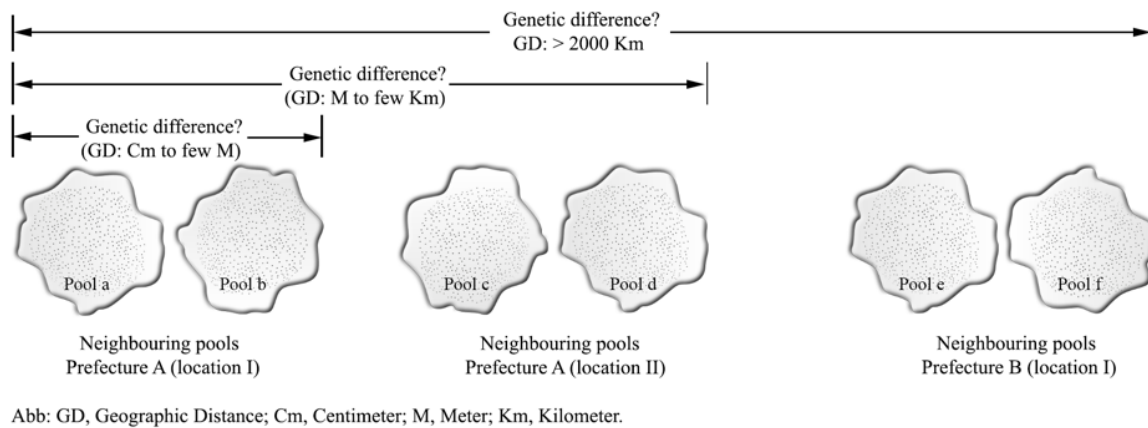 Genetic difference?
GD: > 2000 Km
Genetic difference?
(GD: M to few Km)
Genetic difference?
(GD: Cm to few M)
Pool a
Pool b
Pool c
Pool d
Pool e
Pool f
Neighbouring pools
Prefecture A (location I)
Neighbouring pools
Prefecture A (location II)
Neighbouring pools
Prefecture B (location I)
Abb: GD, Geographic Distance; Cm, Centimeter; M, Meter; Km, Kilometer.